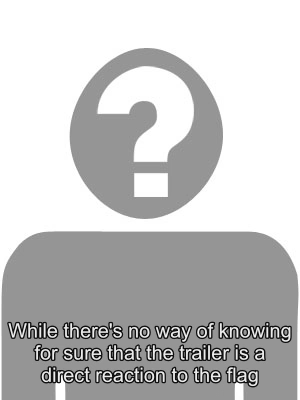 ?
While there's no way of knowing
for sure that the trailer is a
direct reaction to the flag